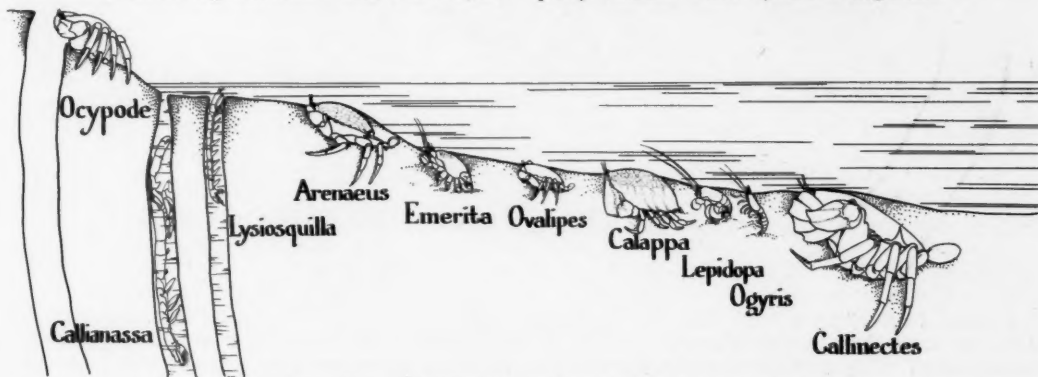 Ocypode
Arenaeus
Emerita
Ovalipes
Lysiosquilla
Calappa
Lepidopa
Ogyris
Callianassa
Callinectes